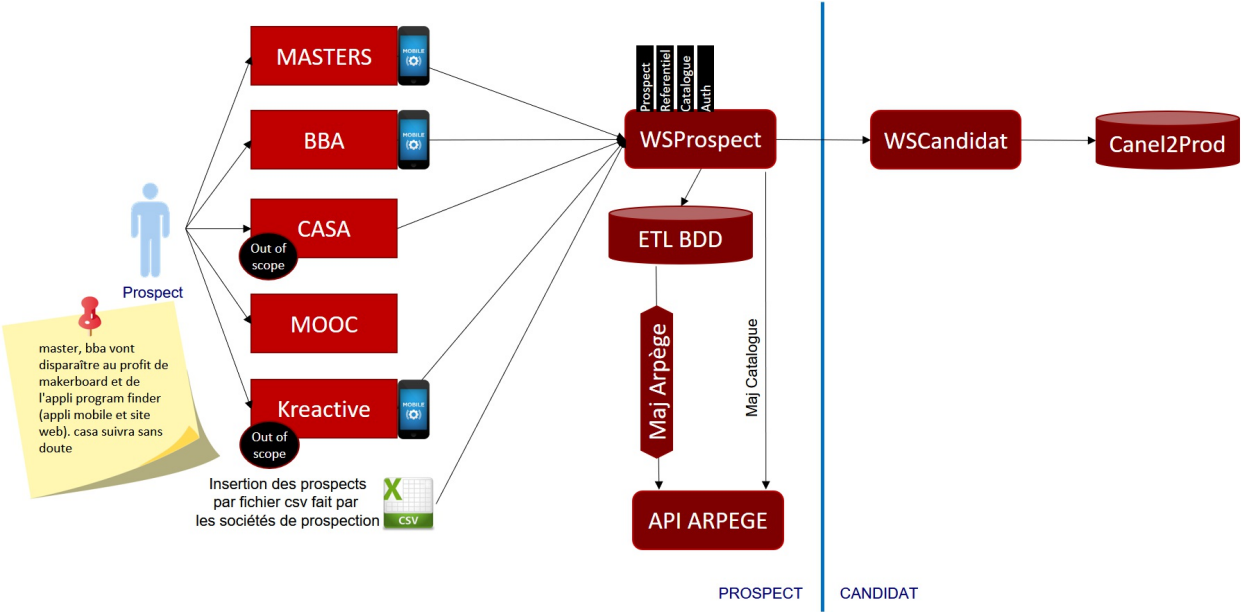 MASTERS
MOBILE
BBA
MOBILE
CASA
Out of
scope
MOOC
Kreactive
MOBILE
Out of
scope
Prospect
master, bba vont
disparaître au profit de
makerboard et de
l'appli program finder
(appli mobile et site
web). casa suivra sans
doute
Insertion des prospects
par fichier csv fait par
les sociétés de prospection
X
CSV
Prospect
Referentiel
Catalogue
Auth
WSProspect
ETL BDD
Maj Arpège
Maj Catalogue
API ARPEGE
WSCandidat
Canel2Prod
PROSPECT
CANDIDAT